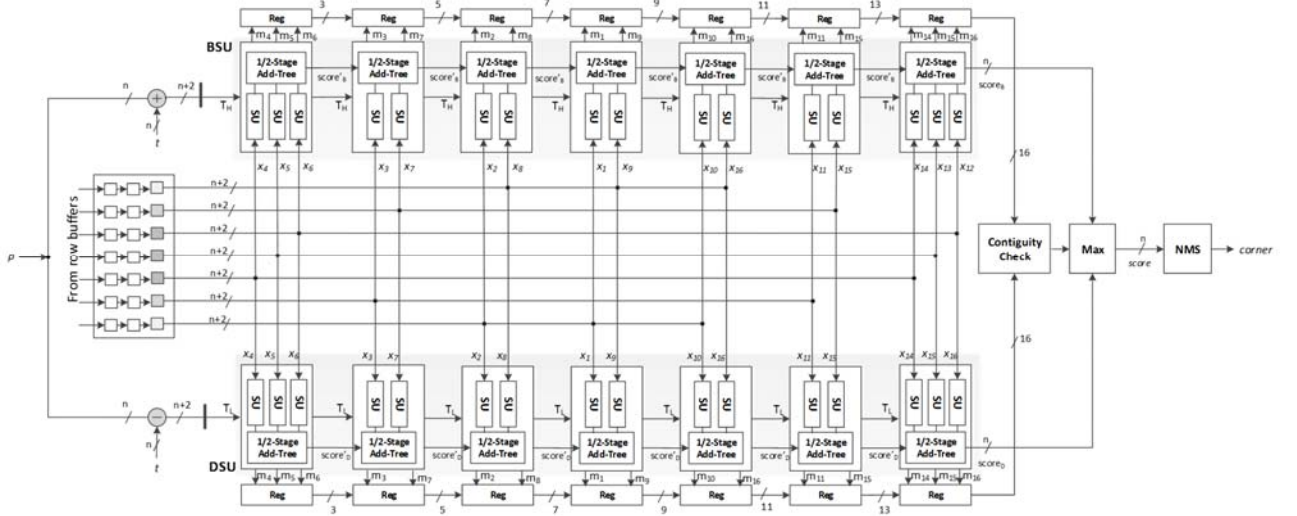 3 5 7 9 11 13
Reg Reg Reg Reg Reg Reg Reg
m4 m5 m6 m3 m7 m2 m8 m1 m9 m10 m16 m11 m15 m14 m15 m16
BSU
1/2-Stage Add-Tree 1/2-Stage Add-Tree 1/2-Stage Add-Tree 1/2-Stage Add-Tree 1/2-Stage Add-Tree 1/2-Stage Add-Tree 1/2-Stage Add-Tree
score'B score'B score'B score'B score'B score'B n scoreB
n n+2 TH TH TH TH TH TH TH
+
SU SU SU SU SU SU SU SU SU SU SU SU SU SU SU SU
n
t
x4 x5 x6 x3 x7 x2 x8 x1 x9 x10 x16 x11 x15 x14 x13 x12
16
n+2
n+2
n+2
n+2
n+2
n+2
n+2
From row buffers
p
Contiguity Check
Max
n
score
NMS
corner
16
x4 x5 x6 x3 x7 x2 x8 x1 x9 x10 x16 x11 x15 x14 x15 x16
SU SU SU SU SU SU SU SU SU SU SU SU SU SU SU SU
n n+2 TL TL TL TL TL TL TL
−
n
t
1/2-Stage Add-Tree 1/2-Stage Add-Tree 1/2-Stage Add-Tree 1/2-Stage Add-Tree 1/2-Stage Add-Tree 1/2-Stage Add-Tree 1/2-Stage Add-Tree
score'D score'D score'D score'D score'D score'D n scoreD
DSU
m4 m5 m6 m3 m7 m2 m8 m1 m9 m10 m16 m11 m15 m14 m15 m16
Reg Reg Reg Reg Reg Reg Reg
3 5 7 9 11 13